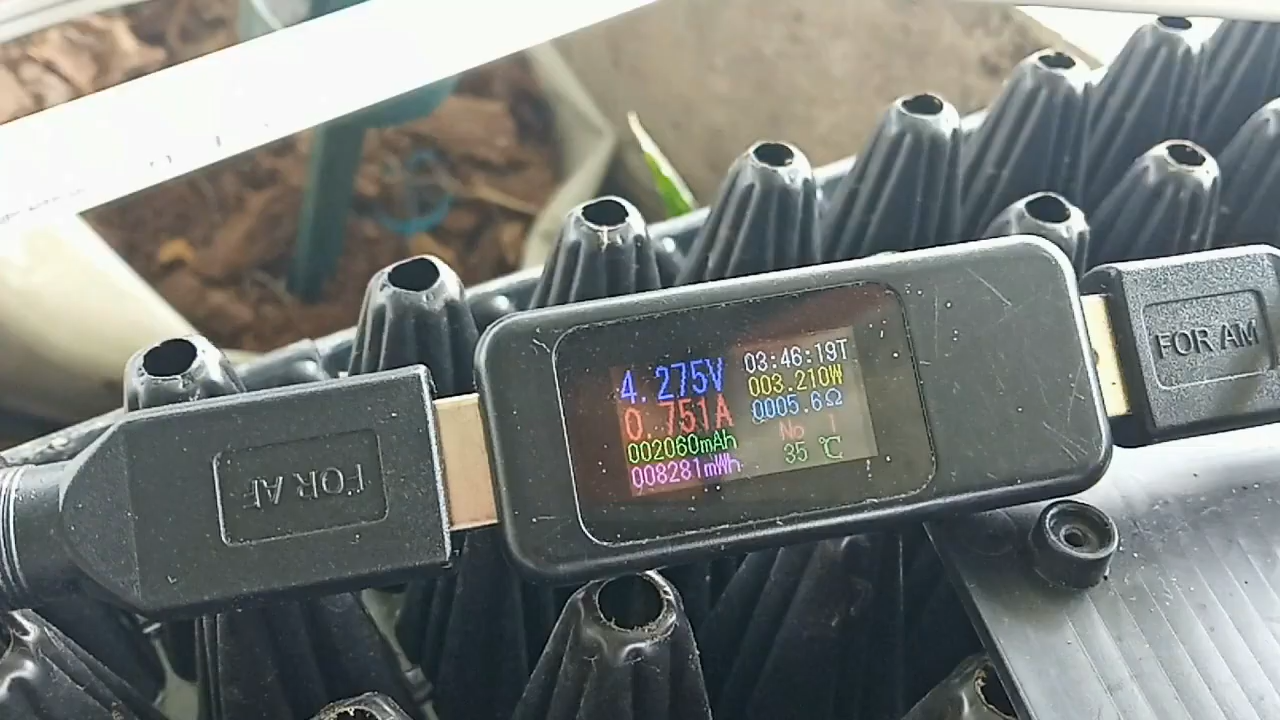 4.275V
0.751A
002060mAh
008281mWh
03:46:19T
003.210W
0005.6Ω
No 1
35 ℃
FOR AF
FOR AM